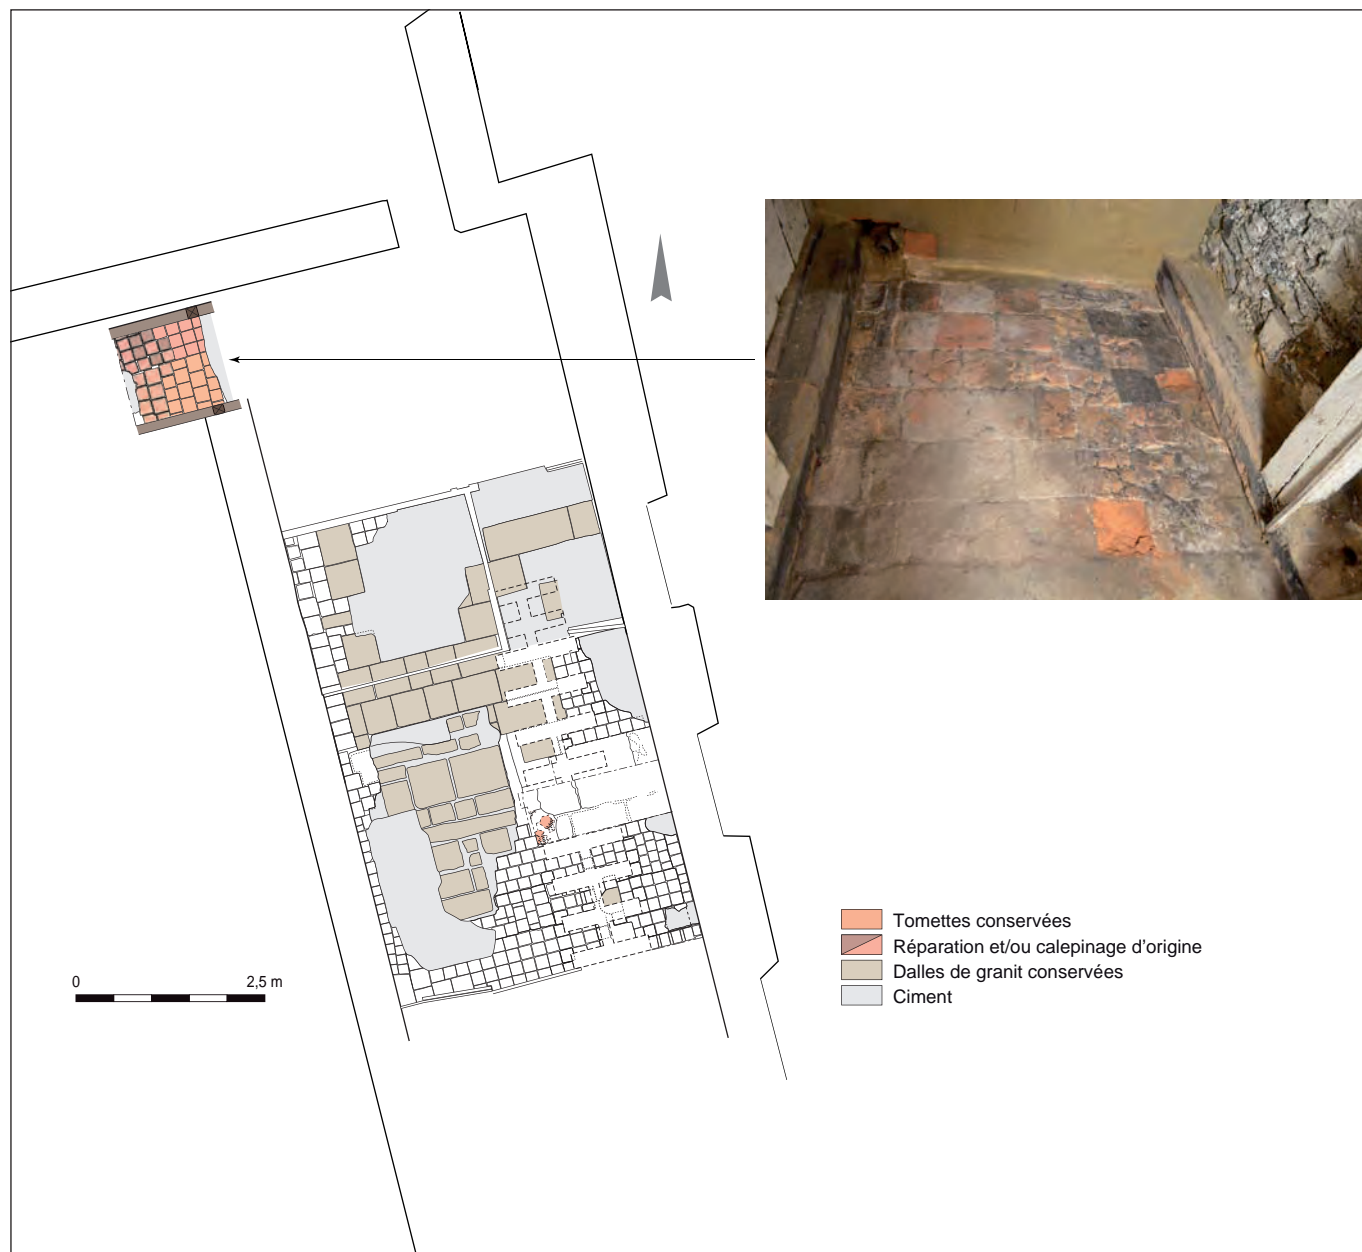 Tomettes conservées
Réparation et/ou calepinage d'origine
Dalles de granit conservées
Ciment
0 2,5 m